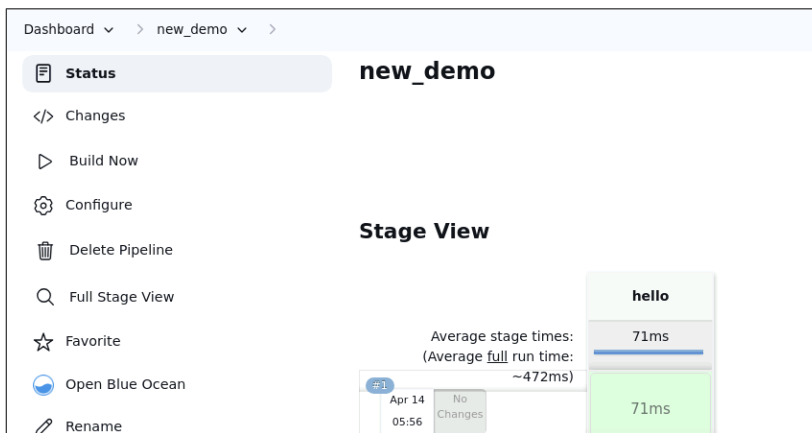 Dashboard new_demo
Status
Changes
Build Now
Configure
Delete Pipeline
Full Stage View
Favorite
Open Blue Ocean
Rename
new_demo
Stage View
hello
Average stage times:
(Average full run time:
~472ms)
71ms
#1
Apr 14
05:56
No
Changes
71ms